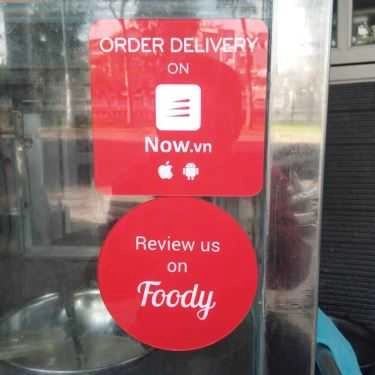 ORDER DELIVERY
ON
Now.vn
Review us
on
Foody